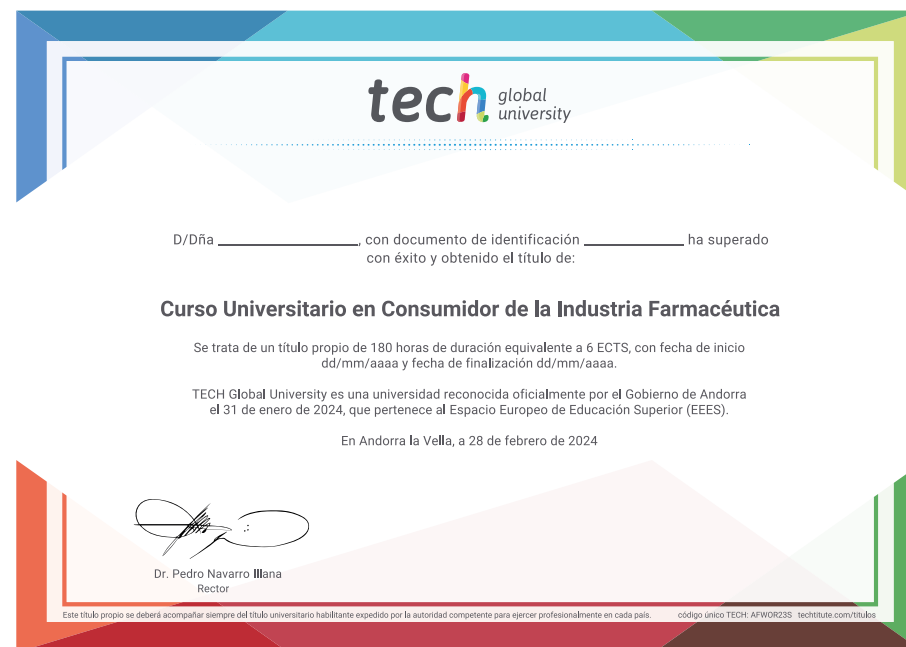 tech global university
D/Dña ____________________, con documento de identificación ______________ ha superado
con éxito y obtenido el título de:
Curso Universitario en Consumidor de la Industria Farmacéutica
Se trata de un título propio de 180 horas de duración equivalente a 6 ECTS, con fecha de inicio
dd/mm/aaaa y fecha de finalización dd/mm/aaaa.
TECH Global University es una universidad reconocida oficialmente por el Gobierno de Andorra
el 31 de enero de 2024, que pertenece al Espacio Europeo de Educación Superior (EEES).
En Andorra la Vella, a 28 de febrero de 2024
Dr. Pedro Navarro Illana
Rector
Este título propio se deberá acompañar siempre del título universitario habilitante expedido por la autoridad competente para ejercer profesionalmente en cada país. código único TECH: AFWOR23S techtitute.com/titulos